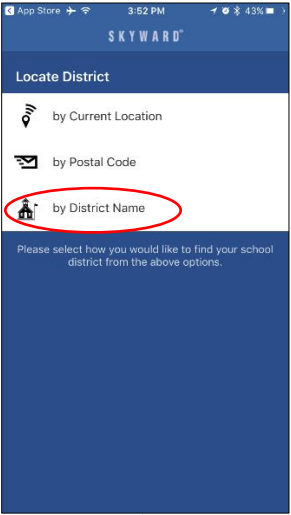 App Store 3:52 PM 43%
SKYWARD
Locate District
by Current Location
by Postal Code
by District Name
Please select how you would like to find your school
district from the above options.